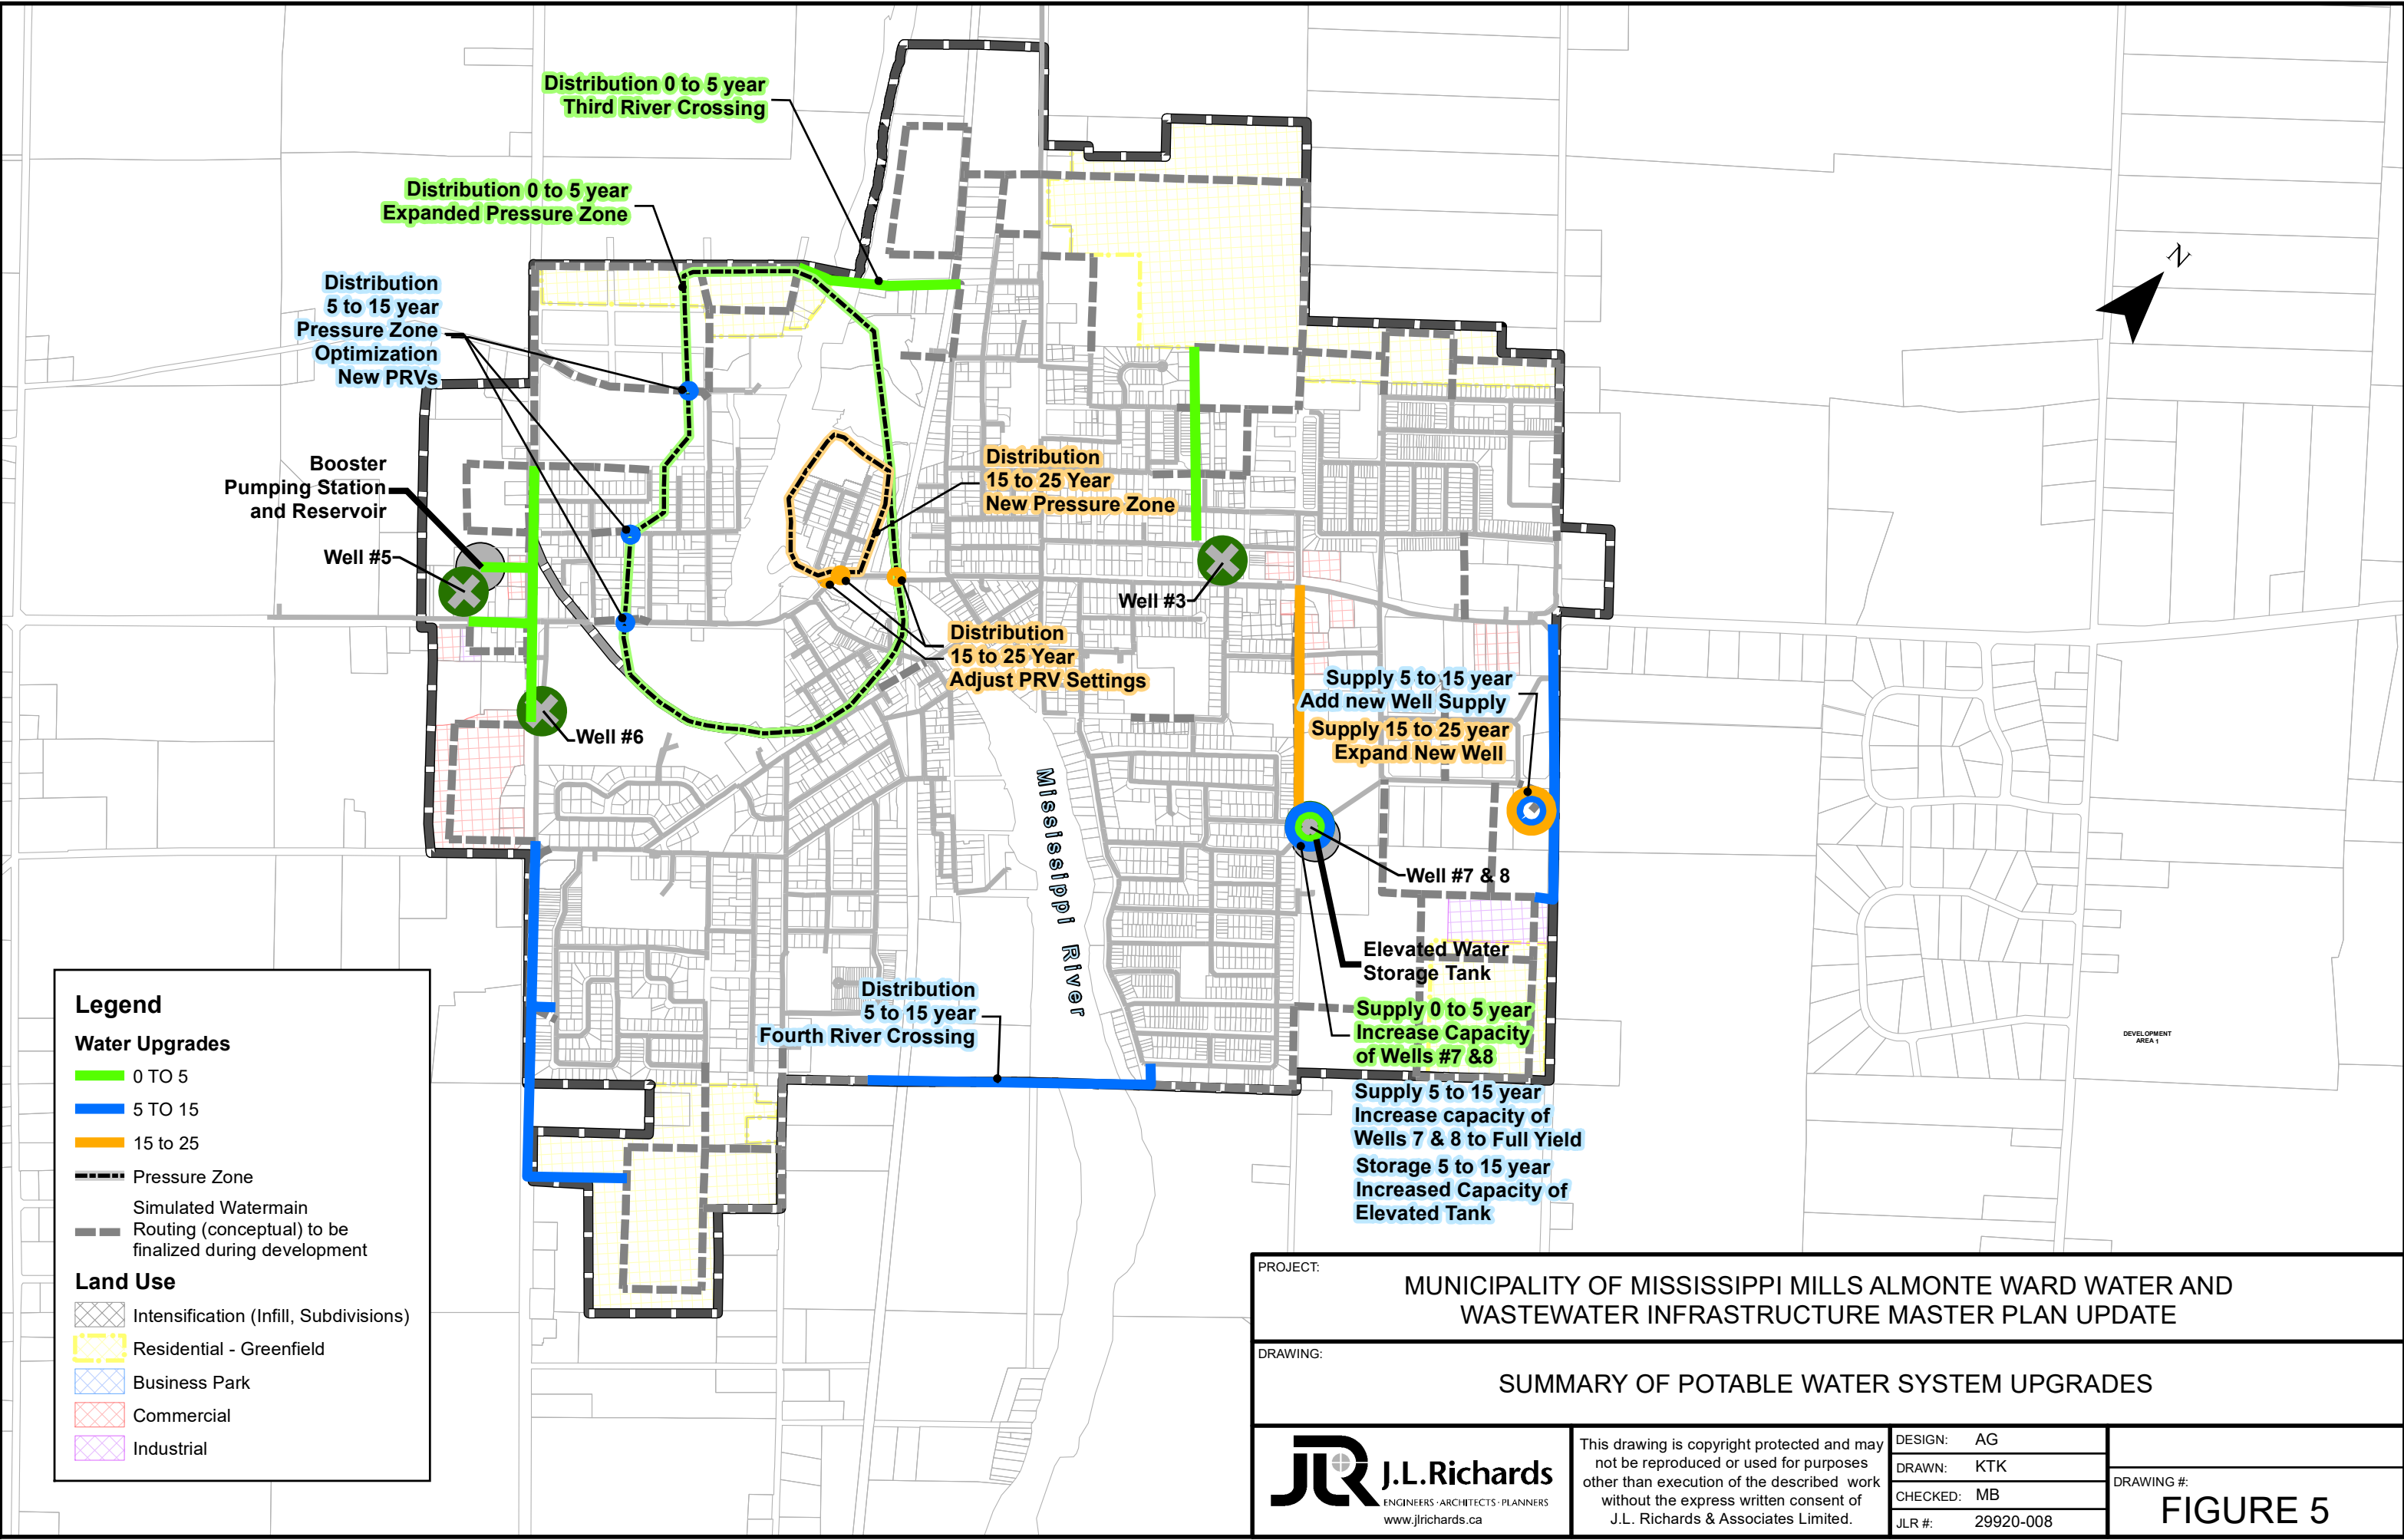 Distribution 0 to 5 year
Third River Crossing
Distribution 0 to 5 year
Expanded Pressure Zone
N
Distribution
5 to 15 year
Pressure Zone
Optimization
New PRVs
Booster
Pumping Station
and Reservoir
Well #5
Distribution
15 to 25 Year
New Pressure Zone
Well #3
Distribution
15 to 25 Year
Adjust PRV Settings
Well #6
Supply 5 to 15 year
Add new Well Supply
Supply 15 to 25 year
Expand New Well
Mississippi River
Well #7 & 8
Elevated Water
Storage Tank
Distribution
5 to 15 year
Fourth River Crossing
Supply 0 to 5 year
Increase Capacity
of Wells #7 &8
Supply 5 to 15 year
Increase capacity of
Wells 7 & 8 to Full Yield
Storage 5 to 15 year
Increased Capacity of
Elevated Tank
DEVELOPMENT
AREA 1
Legend
Water Upgrades
0 TO 5
5 TO 15
15 to 25
Pressure Zone
Simulated Watermain
Routing (conceptual) to be
finalized during development
Land Use
Intensification (Infill, Subdivisions)
Residential - Greenfield
Business Park
Commercial
Industrial
PROJECT:
MUNICIPALITY OF MISSISSIPPI MILLS ALMONTE WARD WATER AND
WASTEWATER INFRASTRUCTURE MASTER PLAN UPDATE
DRAWING:
SUMMARY OF POTABLE WATER SYSTEM UPGRADES
JLR
J.L.Richards
ENGINEERS · ARCHITECTS · PLANNERS
www.jlrichards.ca
This drawing is copyright protected and may
not be reproduced or used for purposes
other than execution of the described work
without the express written consent of
J.L. Richards & Associates Limited.
DESIGN: AG
DRAWN: KTK
CHECKED: MB
JLR #: 29920-008
DRAWING #:
FIGURE 5